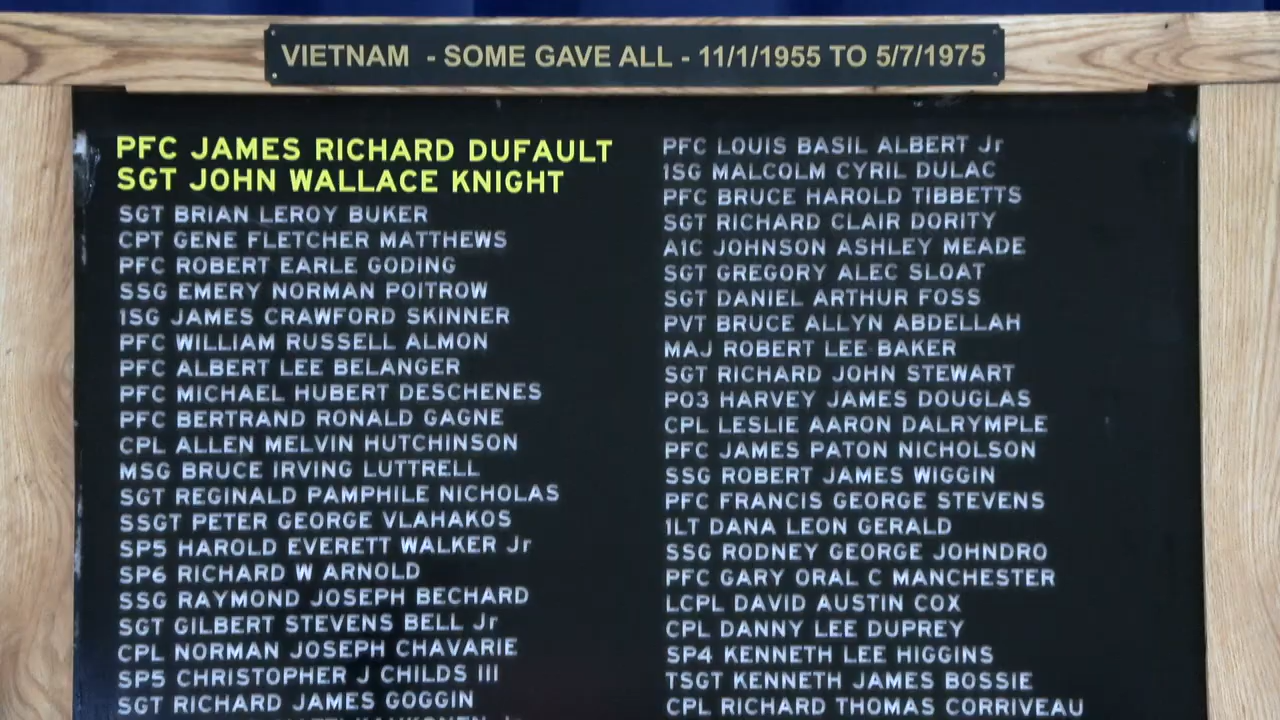 VIETNAM - SOME GAVE ALL - 11/1/1955 TO 5/7/1975
PFC JAMES RICHARD DUFAULT
SGT JOHN WALLACE KNIGHT
SGT BRIAN LEROY BUKER
CPT GENE FLETCHER MATTHEWS
PFC ROBERT EARLE GODING
SSG EMERY NORMAN POITROW
1SG JAMES CRAWFORD SKINNER
PFC WILLIAM RUSSELL ALMON
PFC ALBERT LEE BELANGER
PFC MICHAEL HUBERT DESCHENES
PFC BERTRAND RONALD GAGNE
CPL ALLEN MELVIN HUTCHINSON
MSG BRUCE IRVING LUTTRELL
SGT REGINALD PAMPHILE NICHOLAS
SSGT PETER GEORGE VLAHAKOS
SP5 HAROLD EVERETT WALKER Jr
SP6 RICHARD W ARNOLD
SSG RAYMOND JOSEPH BECHARD
SGT GILBERT STEVENS BELL Jr
CPL NORMAN JOSEPH CHAVARIE
SP5 CHRISTOPHER J CHILDS III
SGT RICHARD JAMES GOGGIN
PFC LOUIS BASIL ALBERT Jr
1SG MALCOLM CYRIL DULAC
PFC BRUCE HAROLD TIBBETTS
SGT RICHARD CLAIR DORITY
A1C JOHNSON ASHLEY MEADE
SGT GREGORY ALEC SLOAT
SGT DANIEL ARTHUR FOSS
PVT BRUCE ALLYN ABDELLAH
MAJ ROBERT LEE BAKER
SGT RICHARD JOHN STEWART
PO3 HARVEY JAMES DOUGLAS
CPL LESLIE AARON DALRYMPLE
PFC JAMES PATON NICHOLSON
SSG ROBERT JAMES WIGGIN
PFC FRANCIS GEORGE STEVENS
1LT DANA LEON GERALD
SSG RODNEY GEORGE JOHNDRO
PFC GARY ORAL C MANCHESTER
LCPL DAVID AUSTIN COX
CPL DANNY LEE DUPREY
SP4 KENNETH LEE HIGGINS
TSGT KENNETH JAMES BOSSIE
CPL RICHARD THOMAS CORRIVEAU